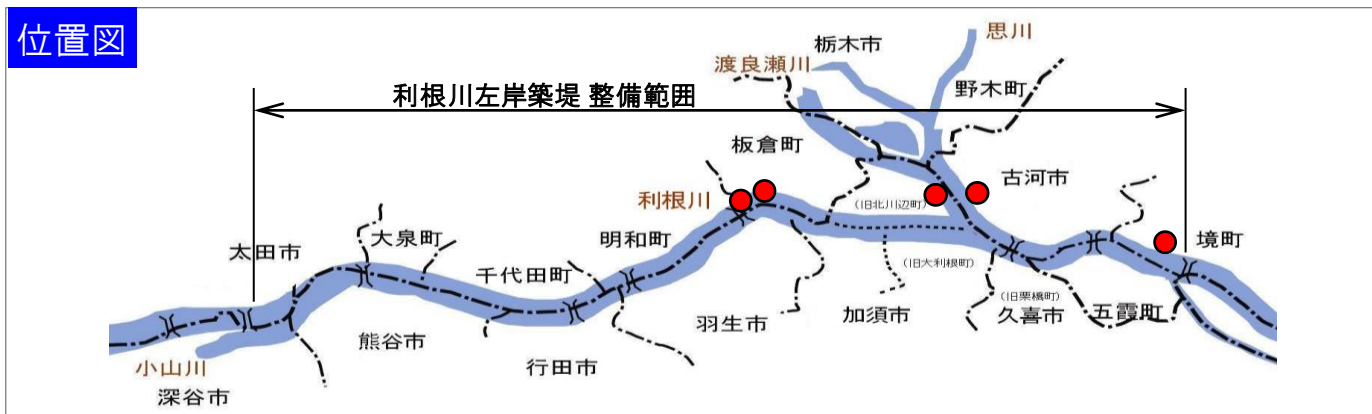 位置図
思川
栃木市
渡良瀬川
野木町
利根川左岸築堤 整備範囲
板倉町
古河市
利根川
(旧北川辺町)
太田市
大泉町
明和町
境町
千代田町
(旧大利根町)
(旧栗橋町)
羽生市
加須市
久喜市
五霞町
熊谷市
行田市
小山川
深谷市